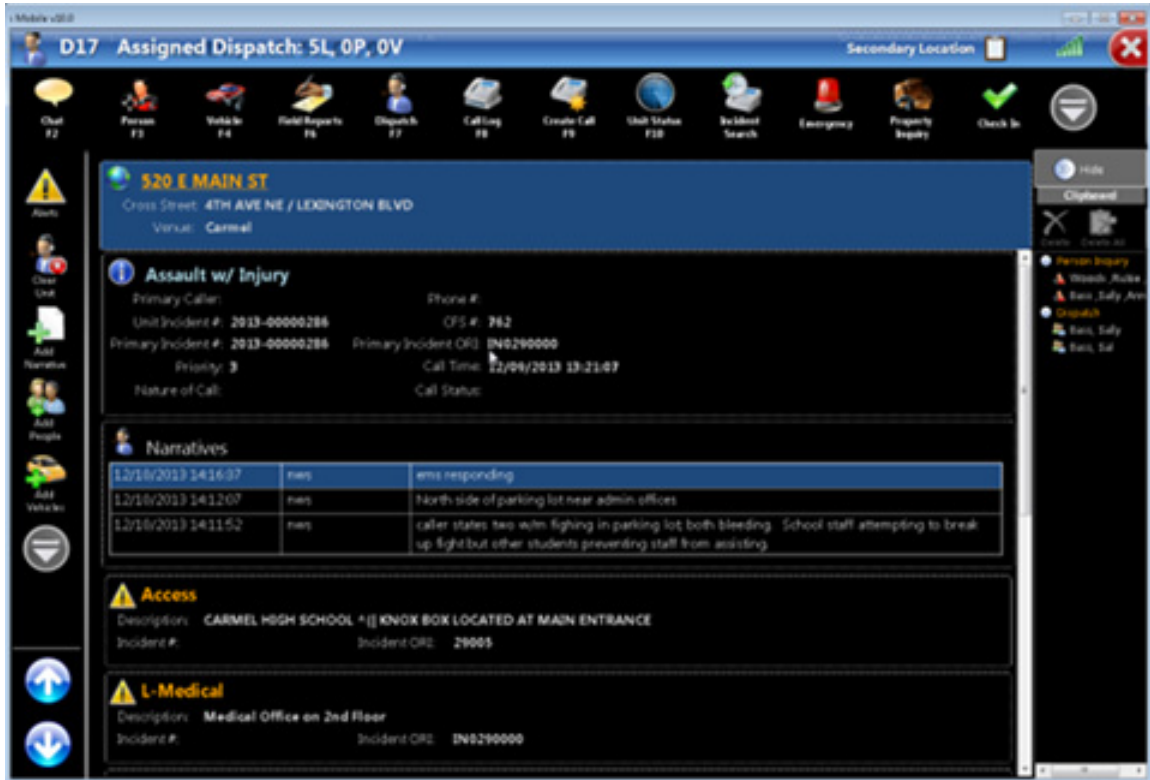 Mobile v10.0
D17 Assigned Dispatch: 5L, 0P, 0V
Secondary Location
Chat F2
Person F3
Vehicle F4
Field Reports F6
Dispatch F7
Call Log F8
Create Call F9
Unit Status F10
Incident Search
Emergency
Property Inquiry
Check In
Alerts
Clear Unit
Add Narrative
Add People
Add Vehicles
520 E MAIN ST
Cross Street: 4TH AVE NE / LEXINGTON BLVD
Venue: Carmel
Assault w/ Injury
Primary Caller: Phone #:
Unit Incident #: 2013-00000286 CFS #: 762
Primary Incident #: 2013-00000286 Primary Incident ORI: IN0290000
Priority: 3 Call Time: 12/09/2013 13:21:07
Nature of Call: Call Status:
Narratives
12/10/2013 14:16:37 nws ems responding
12/10/2013 14:12:07 nws North side of parking lot near admin offices
12/10/2013 14:11:52 nws caller states two w/m fighing in parking lot; both bleeding. School staff attempting to break
up fight but other students preventing staff from assisting.
Access
Description: CARMEL HIGH SCHOOL ^|| KNOX BOX LOCATED AT MAIN ENTRANCE
Incident #: Incident ORI: 29005
L-Medical
Description: Medical Office on 2nd Floor
Incident #: Incident ORI: IN0290000
Hide
Clipboard
Delete Delete All
Person Inquiry
Bass, Sally, Ann
Dispatch
Bass, Sally
Bass, Sal